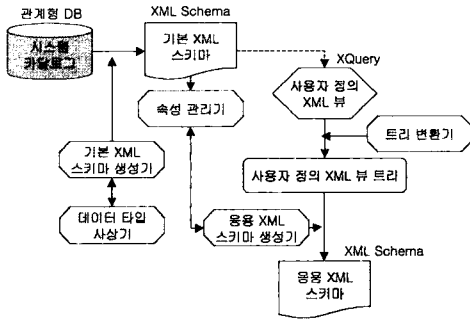 관계형 DB
XML Schema
시스템
카탈로그
기본 XML
스키마
XQuery
사용자 정의
XML 뷰
속성 관리기
트리 변환기
기본 XML
스키마 생성기
사용자 정의 XML 뷰 트리
데이터 타입
사상기
응용 XML
스키마 생성기
XML Schema
응용 XML
스키마